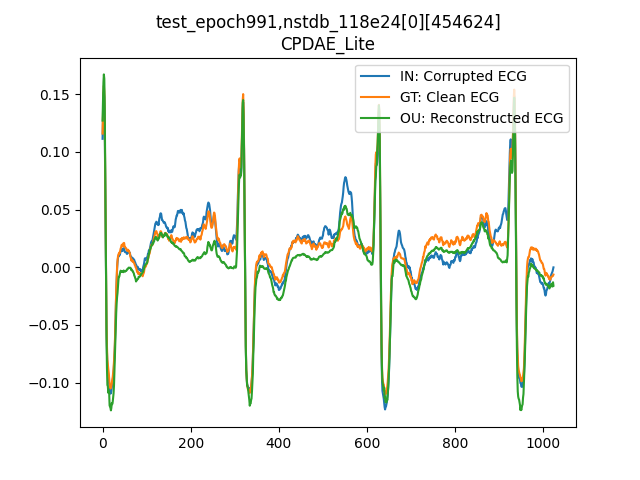 test_epoch991,nstdb_118e24[0][454624]
CPDAE_Lite
IN: Corrupted ECG
GT: Clean ECG
OU: Reconstructed ECG
0.15
0.10
0.05
0.00
−0.05
−0.10
0 200 400 600 800 1000